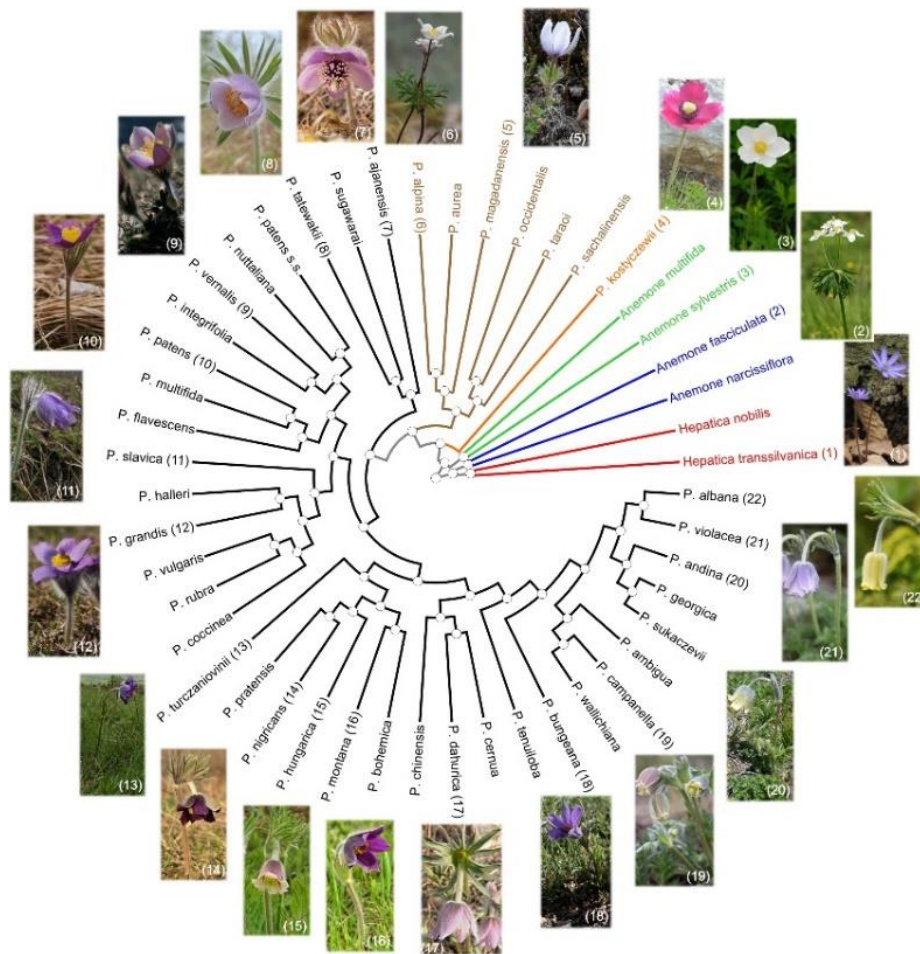 (8)
(7)
(6)
(5)
(4)
(3)
(2)
(1)
(9)
(10)
(11)
(12)
(13)
(14)
(15)
(16)
(17)
(18)
(19)
(20)
(21)
(22)
P. ajanensis (7)
P. sugawarai
P. tatewakii (8)
P. patens s.s.
P. nuttaliana
P. vernalis (9)
P. integrifolia
P. patens (10)
P. multifida
P. flavescens
P. slavica (11)
P. halleri
P. grandis (12)
P. vulgaris
P. rubra
P. coccinea
P. turczaniovinii (13)
P. pratensis
P. nigricans (14)
P. hungarica (15)
P. montana (16)
P. bohemica
P. chinensis
P. dahurica (17)
P. cernua
P. tenuiloba
P. bungeana (18)
P. wallichiana
P. campanella (19)
P. ambigua
P. sukaczevii
P. georgica
P. andina (20)
P. violacea (21)
P. albana (22)
Hepatica transsilvanica (1)
Hepatica nobilis
Anemone narcissiflora
Anemone fasciculata (2)
Anemone sylvestris (3)
Anemone multifida
P. kostyczewii (4)
P. sachalinensis
P. taraoi
P. occidentalis
P. magadanensis (5)
P. aurea
P. alpina (6)